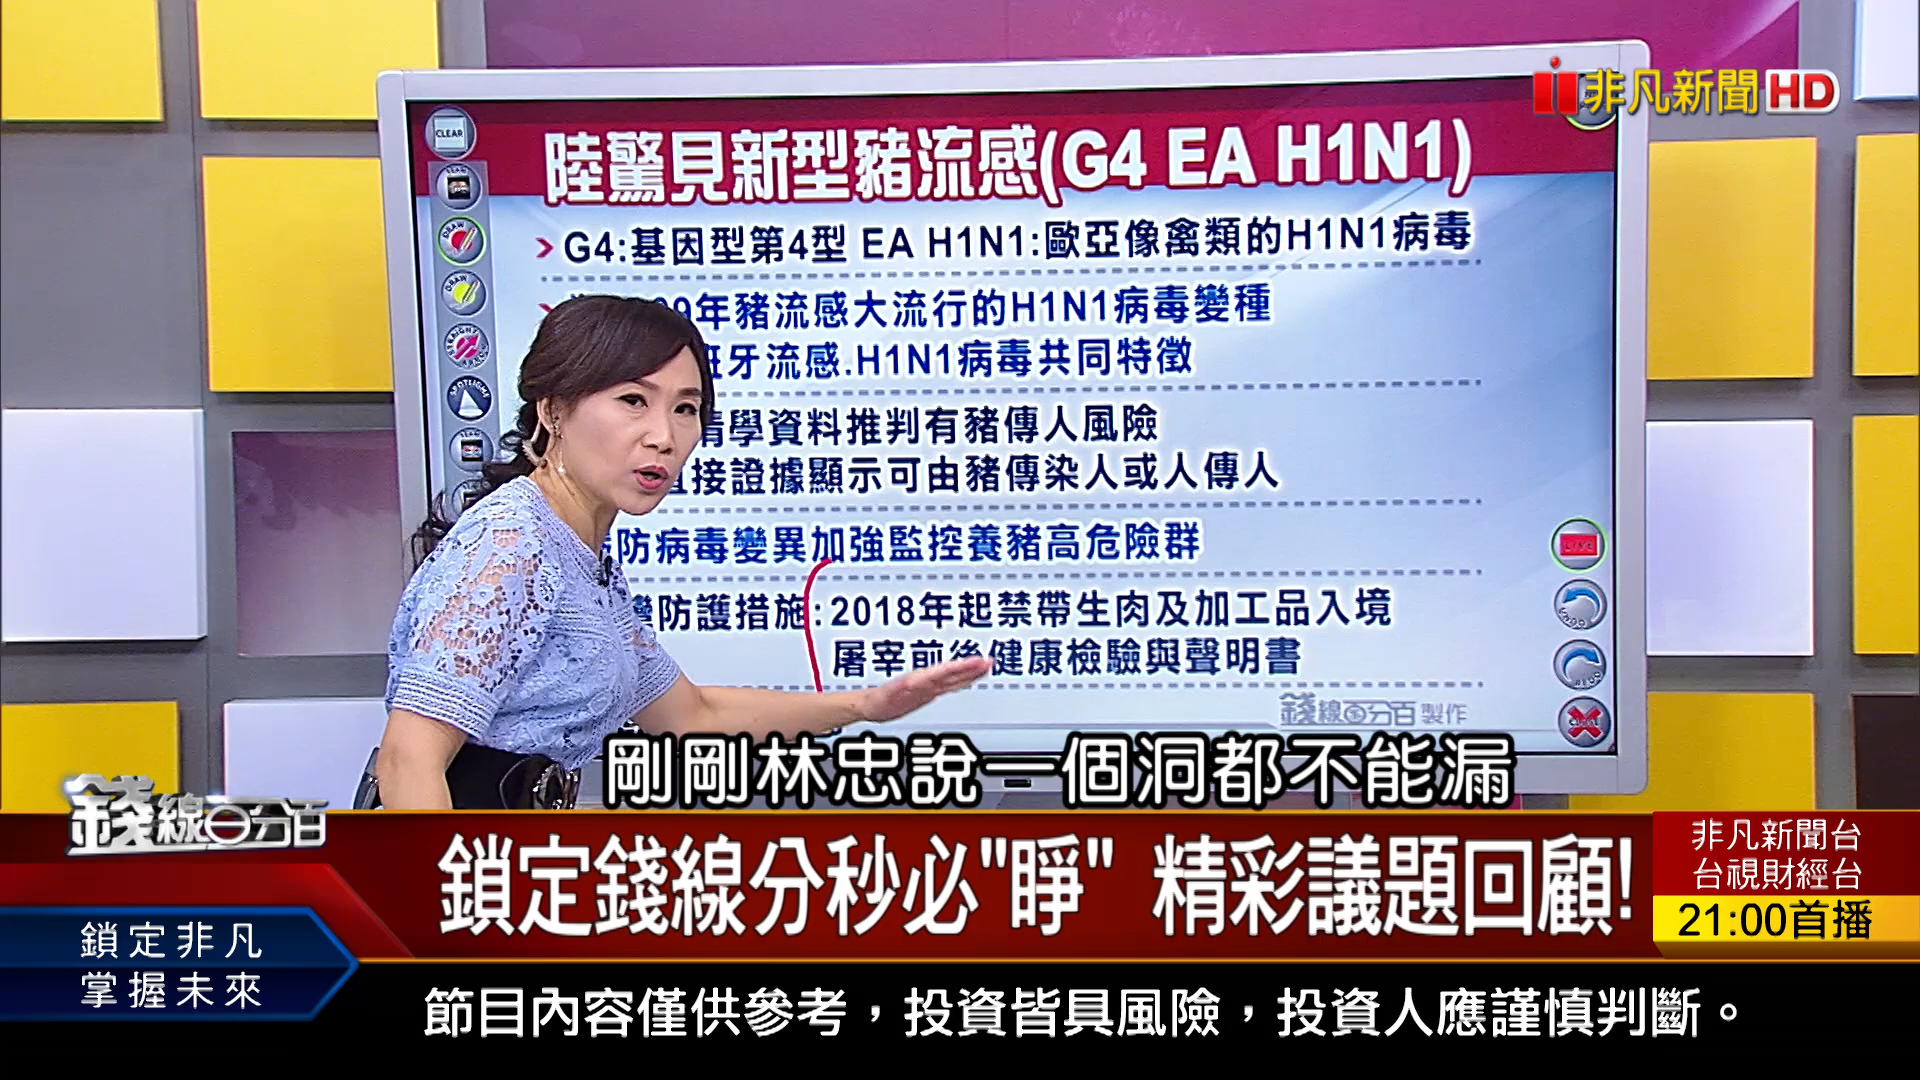 非凡新聞HD
CLEAR
陸驚見新型豬流感(G4 EA H1N1)
G4:基因型第4型 EA H1N1:歐亞像禽類的H1N1病毒
9年豬流感大流行的H1N1病毒變種
班牙流感.H1N1病毒共同特徵
情學資料推判有豬傳人風險
直接證據顯示可由豬傳染人或人傳人
防病毒變異加強監控養豬高危險群
灣防護措施:2018年起禁帶生肉及加工品入境
屠宰前後健康檢驗與聲明書
錢線百分百 製作
剛剛林忠說一個洞都不能漏
錢線百分百
鎖定錢線分秒必"睜" 精彩議題回顧!
非凡新聞台
台視財經台
21:00首播
鎖定非凡
掌握未來
節目內容僅供參考，投資皆具風險，投資人應謹慎判斷。